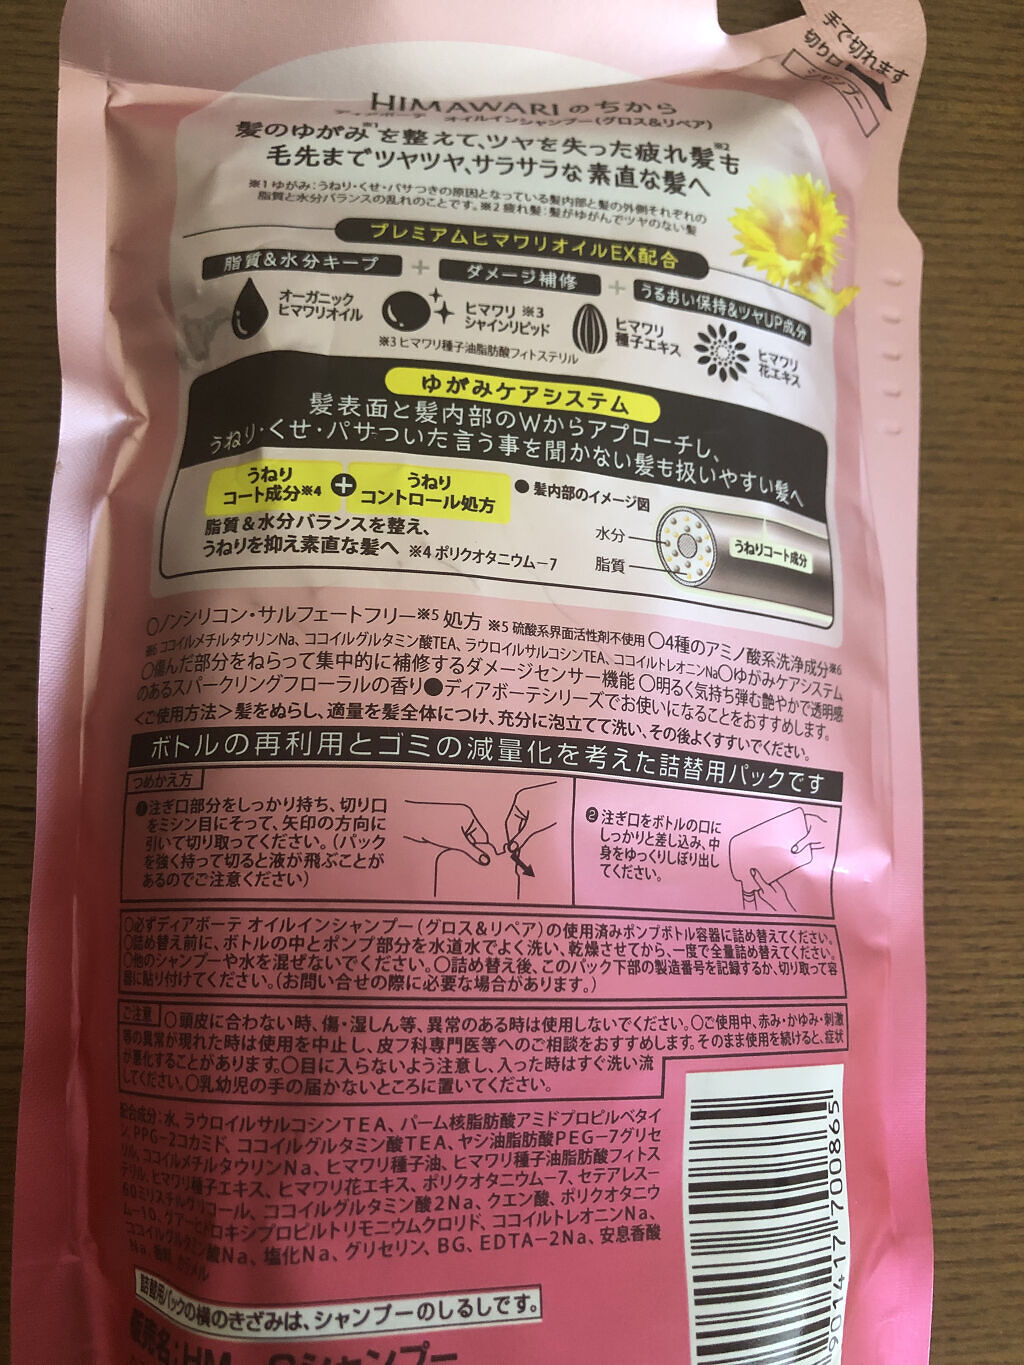 手で切れます
切り口
シャンプー
HIMAWARIのちから
ディアボーテ オイルインシャンプー(グロス&リペア)
髪のゆがみ※1を整えて、ツヤを失った疲れ髪※2も
毛先までツヤツヤ、サラサラな素直な髪へ
※1 ゆがみ:うねり・くせ・パサつきの原因となっている髪内部と髪の外側それぞれの
脂質と水分バランスの乱れのことです。※2 疲れ髪:髪がゆがんでツヤのない髪
プレミアムヒマワリオイルEX配合
脂質&水分キープ + ダメージ補修 + うるおい保持&ツヤUP成分
オーガニック
ヒマワリオイル
ヒマワリ ※3
シャインリピッド
ヒマワリ
種子エキス
ヒマワリ
花エキス
※3 ヒマワリ種子油脂肪酸フィトステリル
ゆがみケアシステム
髪表面と髪内部のWからアプローチし、
うねり・くせ・パサついた言う事を聞かない髪も扱いやすい髪へ
うねり
コート成分※4
+
うねり
コントロール処方
●髪内部のイメージ図
水分
脂質
うねりコート成分
脂質&水分バランスを整え、
うねりを抑え素直な髪へ ※4 ポリクオタニウム-7
○ノンシリコン・サルフェートフリー※5処方 ※5 硫酸系界面活性剤不使用 ○4種のアミノ酸系洗浄成分※6
※6 ココイルメチルタウリンNa、ココイルグルタミン酸TEA、ラウロイルサルコシンTEA、ココイルトレオニンNa○ゆがみケアシステム
○傷んだ部分をねらって集中的に補修するダメージセンサー機能 ○明るく気持ち弾む艶やかで透明感
のあるスパークリングフローラルの香り●ディアボーテシリーズでお使いになることをおすすめします。
<ご使用方法>髪をぬらし、適量を髪全体につけ、充分に泡立てて洗い、その後よくすすいでください。
ボトルの再利用とゴミの減量化を考えた詰替用パックです
つめかえ方
❶注ぎ口部分をしっかり持ち、切り口
をミシン目にそって、矢印の方向に
引いて切り取ってください。(パック
を強く持って切ると液が飛ぶことが
あるのでご注意ください)
❷注ぎ口をボトルの口に
しっかりと差し込み、中
身をゆっくりしぼり出し
てください。
○必ずディアボーテ オイルインシャンプー(グロス&リペア)の使用済みポンプボトル容器に詰め替えてください。
○詰め替え前に、ボトルの中とポンプ部分を水道水でよく洗い、乾燥させてから、一度で全量詰め替えてください。
○他のシャンプーや水を混ぜないでください。○詰め替え後、このパック下部の製造番号を記録するか、切り取って容
器に貼り付けてください。(お問い合せの際に必要な場合があります。)
ご注意 ○頭皮に合わない時、傷・湿しん等、異常のある時は使用しないでください。○ご使用中、赤み・かゆみ・刺激
等の異常が現れた時は使用を中止し、皮フ科専門医等へのご相談をおすすめします。そのまま使用を続けると、症状
が悪化することがあります。○目に入らないよう注意し、入った時はすぐ洗い流
してください。○乳幼児の手の届かないところに置いてください。
配合成分:水、ラウロイルサルコシンTEA、パーム核脂肪酸アミドプロピルベタイ
ン、PPG-2コカミド、ココイルグルタミン酸TEA、ヤシ油脂肪酸PEG-7グリセ
リル、ココイルメチルタウリンNa、ヒマワリ種子油、ヒマワリ種子油脂肪酸フィトス
テリル、ヒマワリ種子エキス、ヒマワリ花エキス、ポリクオタニウム-7、セテアレス-
60ミリスチルグリコール、ココイルグルタミン酸2Na、クエン酸、ポリクオタニウ
ム-10、グアーヒドロキシプロピルトリモニウムクロリド、ココイルトレオニンNa、
ココイルグルタミン酸Na、塩化Na、グリセリン、BG、EDTA-2Na、安息香酸
Na、香料、カラメル
詰替用パックの横のきざみは、シャンプーのしるしです。
販売名:HM シャンプー
901417 700865